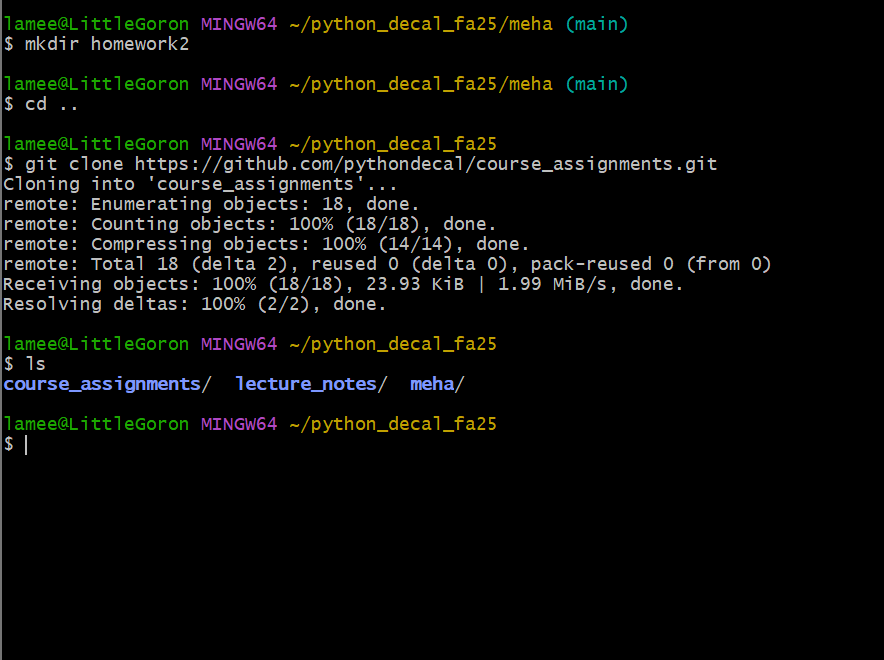 lamee@LittleGoron MINGW64 ~/python_decal_fa25/meha (main)
$ mkdir homework2
lamee@LittleGoron MINGW64 ~/python_decal_fa25/meha (main)
$ cd ..
lamee@LittleGoron MINGW64 ~/python_decal_fa25
$ git clone https://github.com/pythondecal/course_assignments.git
Cloning into 'course_assignments'...
remote: Enumerating objects: 18, done.
remote: Counting objects: 100% (18/18), done.
remote: Compressing objects: 100% (14/14), done.
remote: Total 18 (delta 2), reused 0 (delta 0), pack-reused 0 (from 0)
Receiving objects: 100% (18/18), 23.93 KiB | 1.99 MiB/s, done.
Resolving deltas: 100% (2/2), done.
lamee@LittleGoron MINGW64 ~/python_decal_fa25
$ ls
course_assignments/  lecture_notes/  meha/
lamee@LittleGoron MINGW64 ~/python_decal_fa25
$